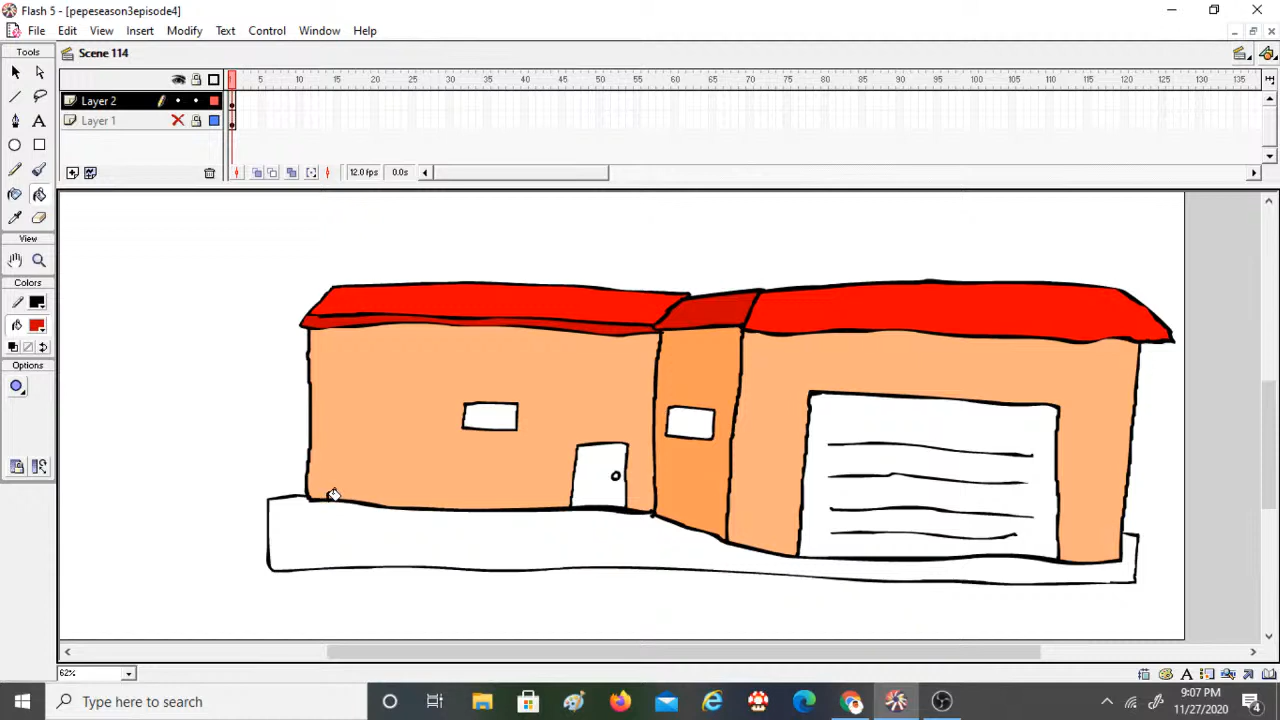 Flash 5 - [pepeseason3episode4]
File Edit View Insert Modify Text Control Window Help
Tools
Scene 114
5 10 15 20 25 30 35 40 45 50 55 60 65 70 75 80 85 90 95 100 105 110 115 120 125 130 135
Layer 2
Layer 1
12.0 fps 0.0s
View
Colors
Options
62%
Type here to search
9:07 PM
11/27/2020
4